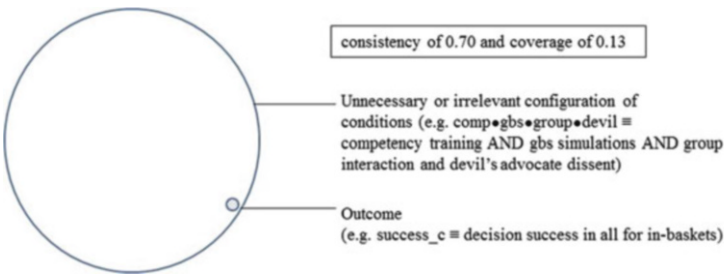 consistency of 0.70 and coverage of 0.13
Unnecessary or irrelevant configuration of
conditions (e.g. comp●gbs●group●devil ≡
competency training AND gbs simulations AND group
interaction and devil's advocate dissent)
Outcome
(e.g. success_c ≡ decision success in all for in-baskets)